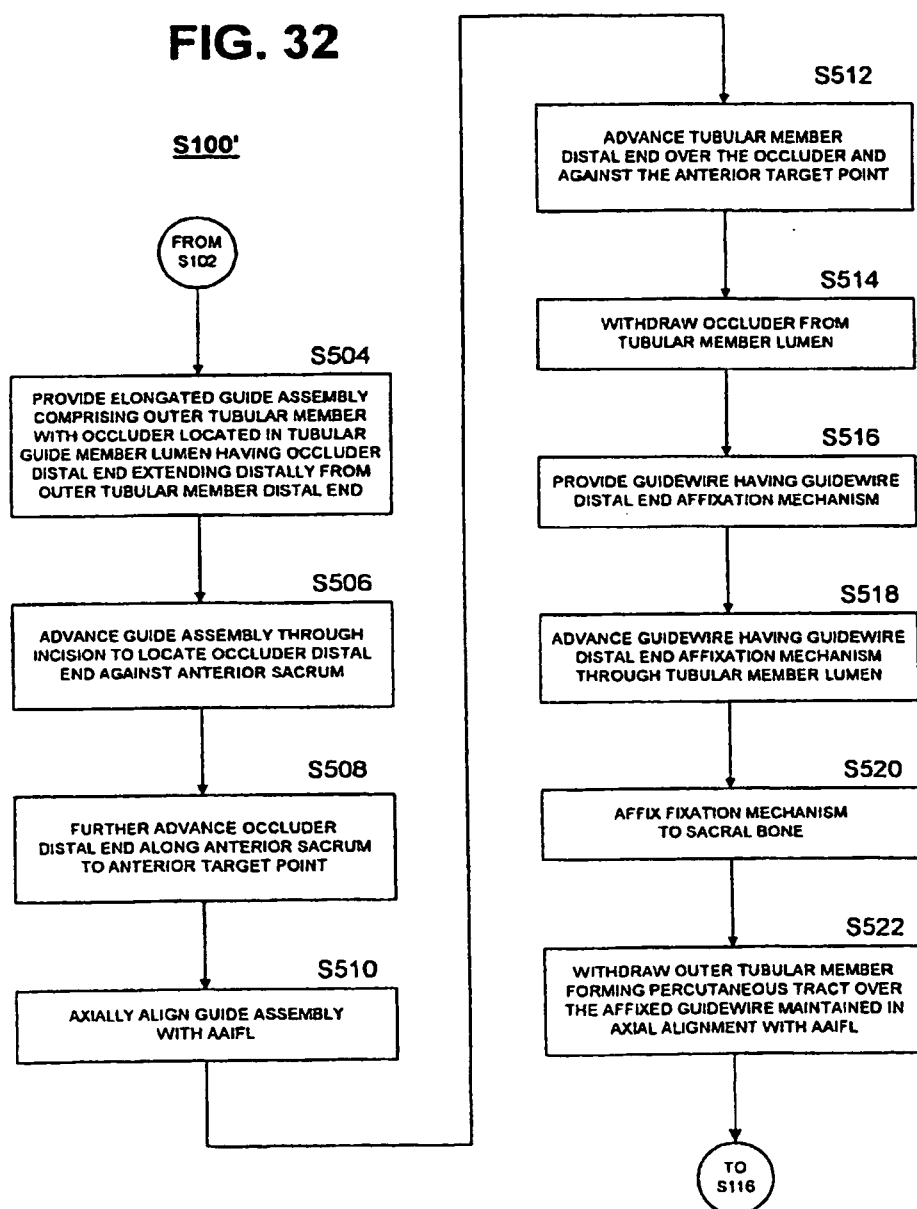 FIG. 32
S100'
FROM
S102
S504
PROVIDE ELONGATED GUIDE ASSEMBLY
COMPRISING OUTER TUBULAR MEMBER
WITH OCCLUDER LOCATED IN TUBULAR
GUIDE MEMBER LUMEN HAVING OCCLUDER
DISTAL END EXTENDING DISTALLY FROM
OUTER TUBULAR MEMBER DISTAL END
S506
ADVANCE GUIDE ASSEMBLY THROUGH
INCISION TO LOCATE OCCLUDER DISTAL
END AGAINST ANTERIOR SACRUM
S508
FURTHER ADVANCE OCCLUDER
DISTAL END ALONG ANTERIOR SACRUM
TO ANTERIOR TARGET POINT
S510
AXIALLY ALIGN GUIDE ASSEMBLY
WITH AAIFL
S512
ADVANCE TUBULAR MEMBER
DISTAL END OVER THE OCCLUDER AND
AGAINST THE ANTERIOR TARGET POINT
S514
WITHDRAW OCCLUDER FROM
TUBULAR MEMBER LUMEN
S516
PROVIDE GUIDEWIRE HAVING GUIDEWIRE
DISTAL END AFFIXATION MECHANISM
S518
ADVANCE GUIDEWIRE HAVING GUIDEWIRE
DISTAL END AFFIXATION MECHANISM
THROUGH TUBULAR MEMBER LUMEN
S520
AFFIX FIXATION MECHANISM
TO SACRAL BONE
S522
WITHDRAW OUTER TUBULAR MEMBER
FORMING PERCUTANEOUS TRACT OVER
THE AFFIXED GUIDEWIRE MAINTAINED IN
AXIAL ALIGNMENT WITH AAIFL
TO
S116